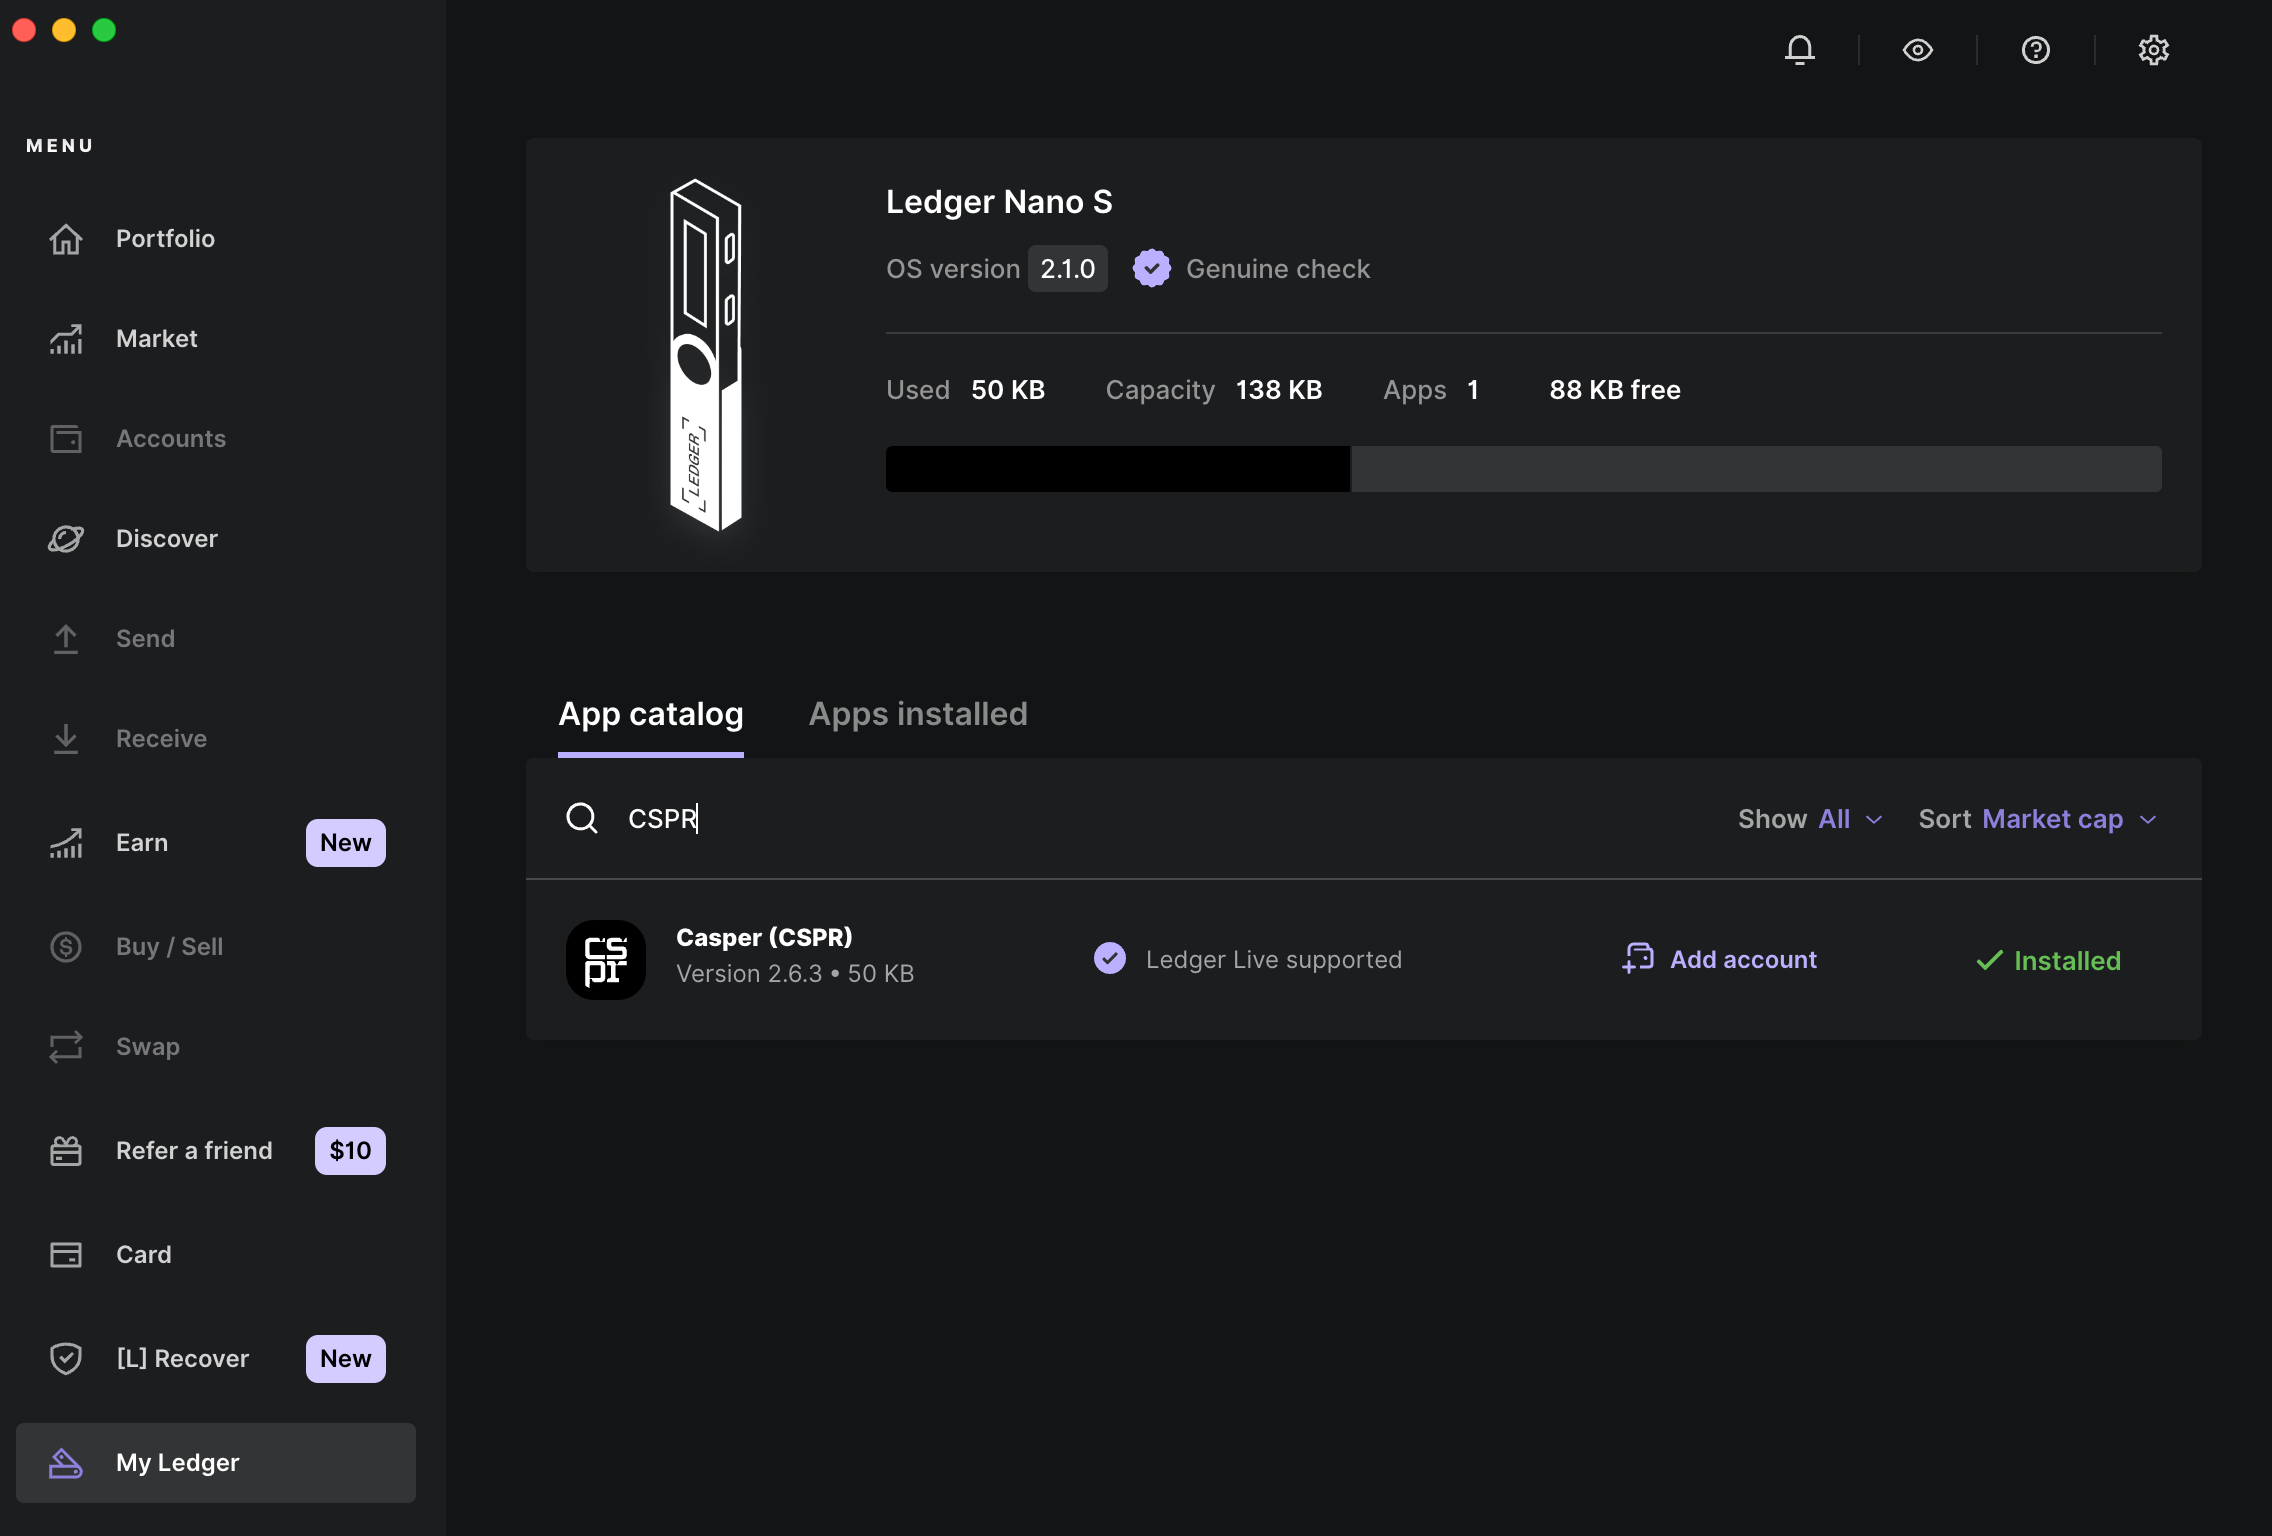 MENU
Portfolio
Market
Accounts
Discover
Send
Receive
Earn New
Buy / Sell
Swap
Refer a friend $10
Card
[L] Recover New
My Ledger
LEDGER
Ledger Nano S
OS version 2.1.0 Genuine check
Used 50 KB Capacity 138 KB Apps 1 88 KB free
App catalog Apps installed
CSPR Show All Sort Market cap
cspr
Casper (CSPR)
Version 2.6.3 • 50 KB
Ledger Live supported
Add account
Installed